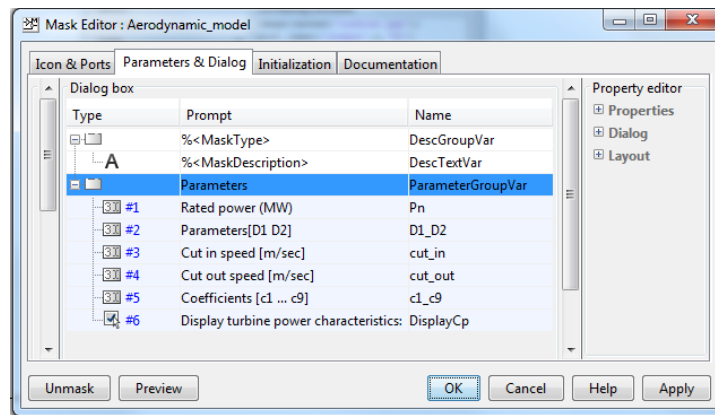 Mask Editor : Aerodynamic_model
Icon & Ports Parameters & Dialog Initialization Documentation
Dialog box Property editor
Type Prompt Name
%<MaskType> DescGroupVar
A %<MaskDescription> DescTextVar
Parameters ParameterGroupVar
#1 Rated power (MW) Pn
#2 Parameters[D1 D2] D1_D2
#3 Cut in speed [m/sec] cut_in
#4 Cut out speed [m/sec] cut_out
#5 Coefficients [c1 ... c9] c1_c9
#6 Display turbine power characteristics: DisplayCp
Properties
Dialog
Layout
Unmask Preview OK Cancel Help Apply